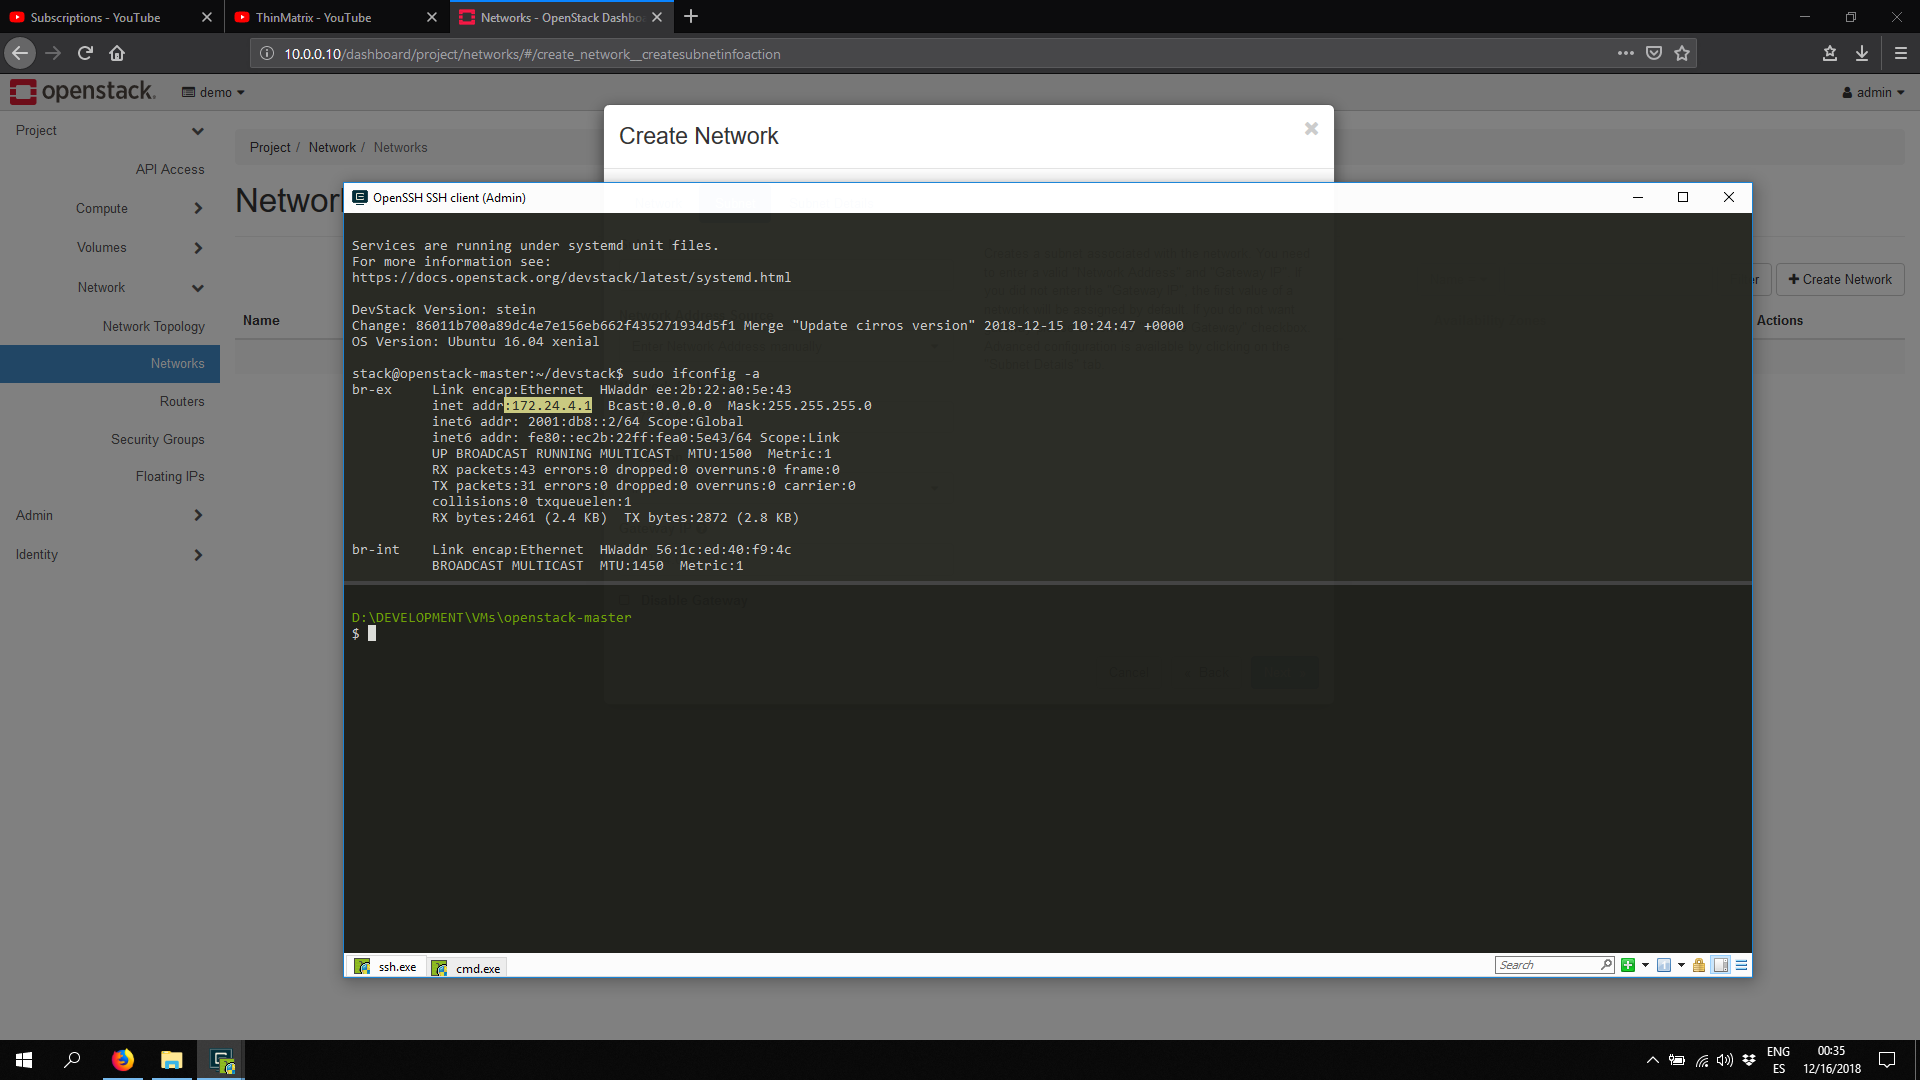 Subscriptions - YouTube
ThinMatrix - YouTube
Networks - OpenStack Dashbo
10.0.0.10/dashboard/project/networks/#/create_network__createsubnetinfoaction
openstack.
demo
admin
Project
API Access
Compute
Volumes
Network
Network Topology
Networks
Routers
Security Groups
Floating IPs
Admin
Identity
Project / Network / Networks
Networ
Name
er
Create Network
Actions
Create Network
OpenSSH SSH client (Admin)
Services are running under systemd unit files.
For more information see:
https://docs.openstack.org/devstack/latest/systemd.html
DevStack Version: stein
Change: 86011b700a89dc4e7e156eb662f435271934d5f1 Merge "Update cirros version" 2018-12-15 10:24:47 +0000
OS Version: Ubuntu 16.04 xenial
stack@openstack-master:~/devstack$ sudo ifconfig -a
br-ex     Link encap:Ethernet  HWaddr ee:2b:22:a0:5e:43
inet addr:172.24.4.1  Bcast:0.0.0.0  Mask:255.255.255.0
inet6 addr: 2001:db8::2/64 Scope:Global
inet6 addr: fe80::ec2b:22ff:fea0:5e43/64 Scope:Link
UP BROADCAST RUNNING MULTICAST  MTU:1500  Metric:1
RX packets:43 errors:0 dropped:0 overruns:0 frame:0
TX packets:31 errors:0 dropped:0 overruns:0 carrier:0
collisions:0 txqueuelen:1
RX bytes:2461 (2.4 KB)  TX bytes:2872 (2.8 KB)
br-int    Link encap:Ethernet  HWaddr 56:1c:ed:40:f9:4c
BROADCAST MULTICAST  MTU:1450  Metric:1
D:\DEVELOPMENT\VMs\openstack-master
$
ssh.exe
cmd.exe
Search
ENG
ES
00:35
12/16/2018